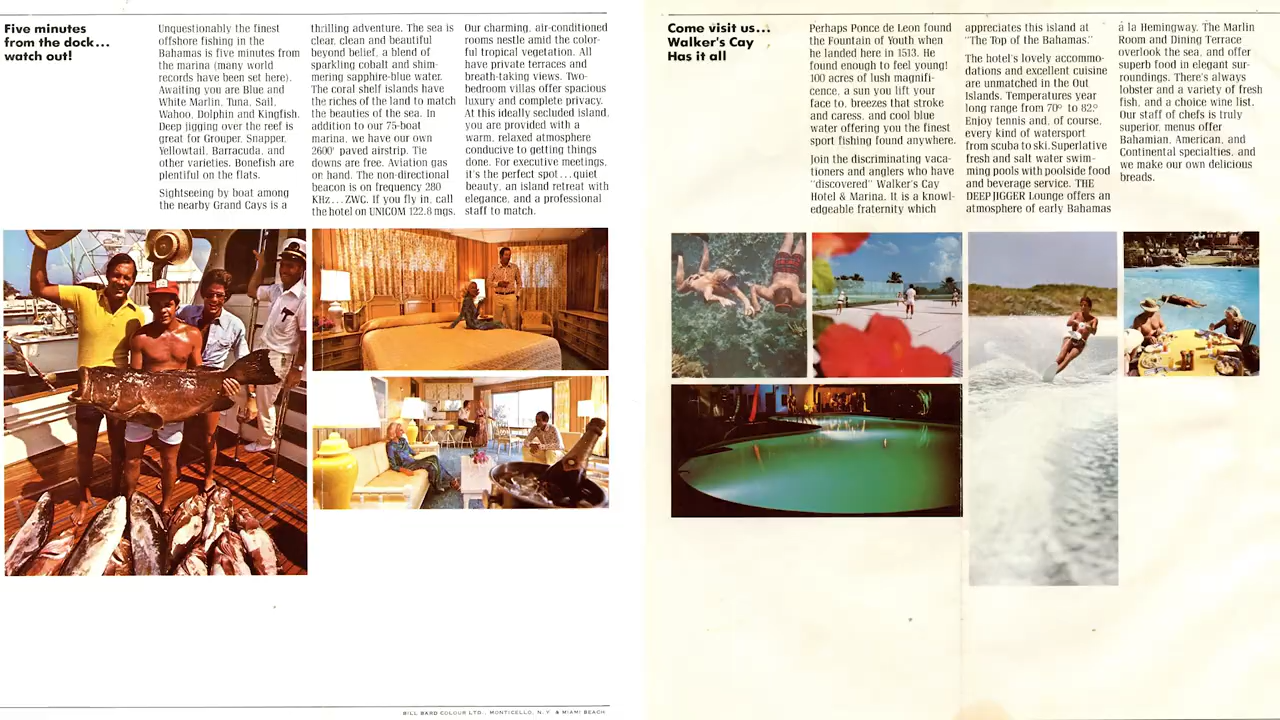 Five minutes
from the dock...
watch out!
Unquestionably the finest
offshore fishing in the
Bahamas is five minutes from
the marina (many world
records have been set here).
Awaiting you are Blue and
White Marlin, Tuna, Sail,
Wahoo, Dolphin and Kingfish.
Deep jigging over the reef is
great for Grouper, Snapper,
Yellowtail, Barracuda, and
other varieties. Bonefish are
plentiful on the flats.
Sightseeing by boat among
the nearby Grand Cays is a
thrilling adventure. The sea is
clear, clean and beautiful
beyond belief, a blend of
sparkling cobalt and shim-
mering sapphire-blue water.
The coral shelf islands have
the riches of the land to match
the beauties of the sea. In
addition to our 75-boat
marina, we have our own
2600' paved airstrip. Tie
downs are free. Aviation gas
on hand. The non-directional
beacon is on frequency 280
KHz...ZWC. If you fly in, call
the hotel on UNICOM 122.8 mgs.
Our charming, air-conditioned
rooms nestle amid the color-
ful tropical vegetation. All
have private terraces and
breath-taking views. Two-
bedroom villas offer spacious
luxury and complete privacy.
At this ideally secluded island,
you are provided with a
warm, relaxed atmosphere
conducive to getting things
done. For executive meetings,
it's the perfect spot...quiet
beauty, an island retreat with
elegance, and a professional
staff to match.
BILL BARD COLOUR LTD., MONTICELLO, N.Y. & MIAMI BEACH
Come visit us...
Walker's Cay
Has it all
Perhaps Ponce de Leon found
the Fountain of Youth when
he landed here in 1513. He
found enough to feel young!
100 acres of lush magnifi-
cence, a sun you lift your
face to, breezes that stroke
and caress, and cool blue
water offering you the finest
sport fishing found anywhere.
Join the discriminating vaca-
tioners and anglers who have
"discovered" Walker's Cay
Hotel & Marina. It is a knowl-
edgeable fraternity which
appreciates this island at
"The Top of the Bahamas."
The hotel's lovely accommo-
dations and excellent cuisine
are unmatched in the Out
Islands. Temperatures year
long range from 70° to 82°.
Enjoy tennis and, of course,
every kind of watersport
from scuba to ski. Superlative
fresh and salt water swim-
ming pools with poolside food
and beverage service. THE
DEEP JIGGER Lounge offers an
atmosphere of early Bahamas
à la Hemingway. The Marlin
Room and Dining Terrace
overlook the sea, and offer
superb food in elegant sur-
roundings. There's always
lobster and a variety of fresh
fish, and a choice wine list.
Our staff of chefs is truly
superior, menus offer
Bahamian, American, and
Continental specialties, and
we make our own delicious
breads.